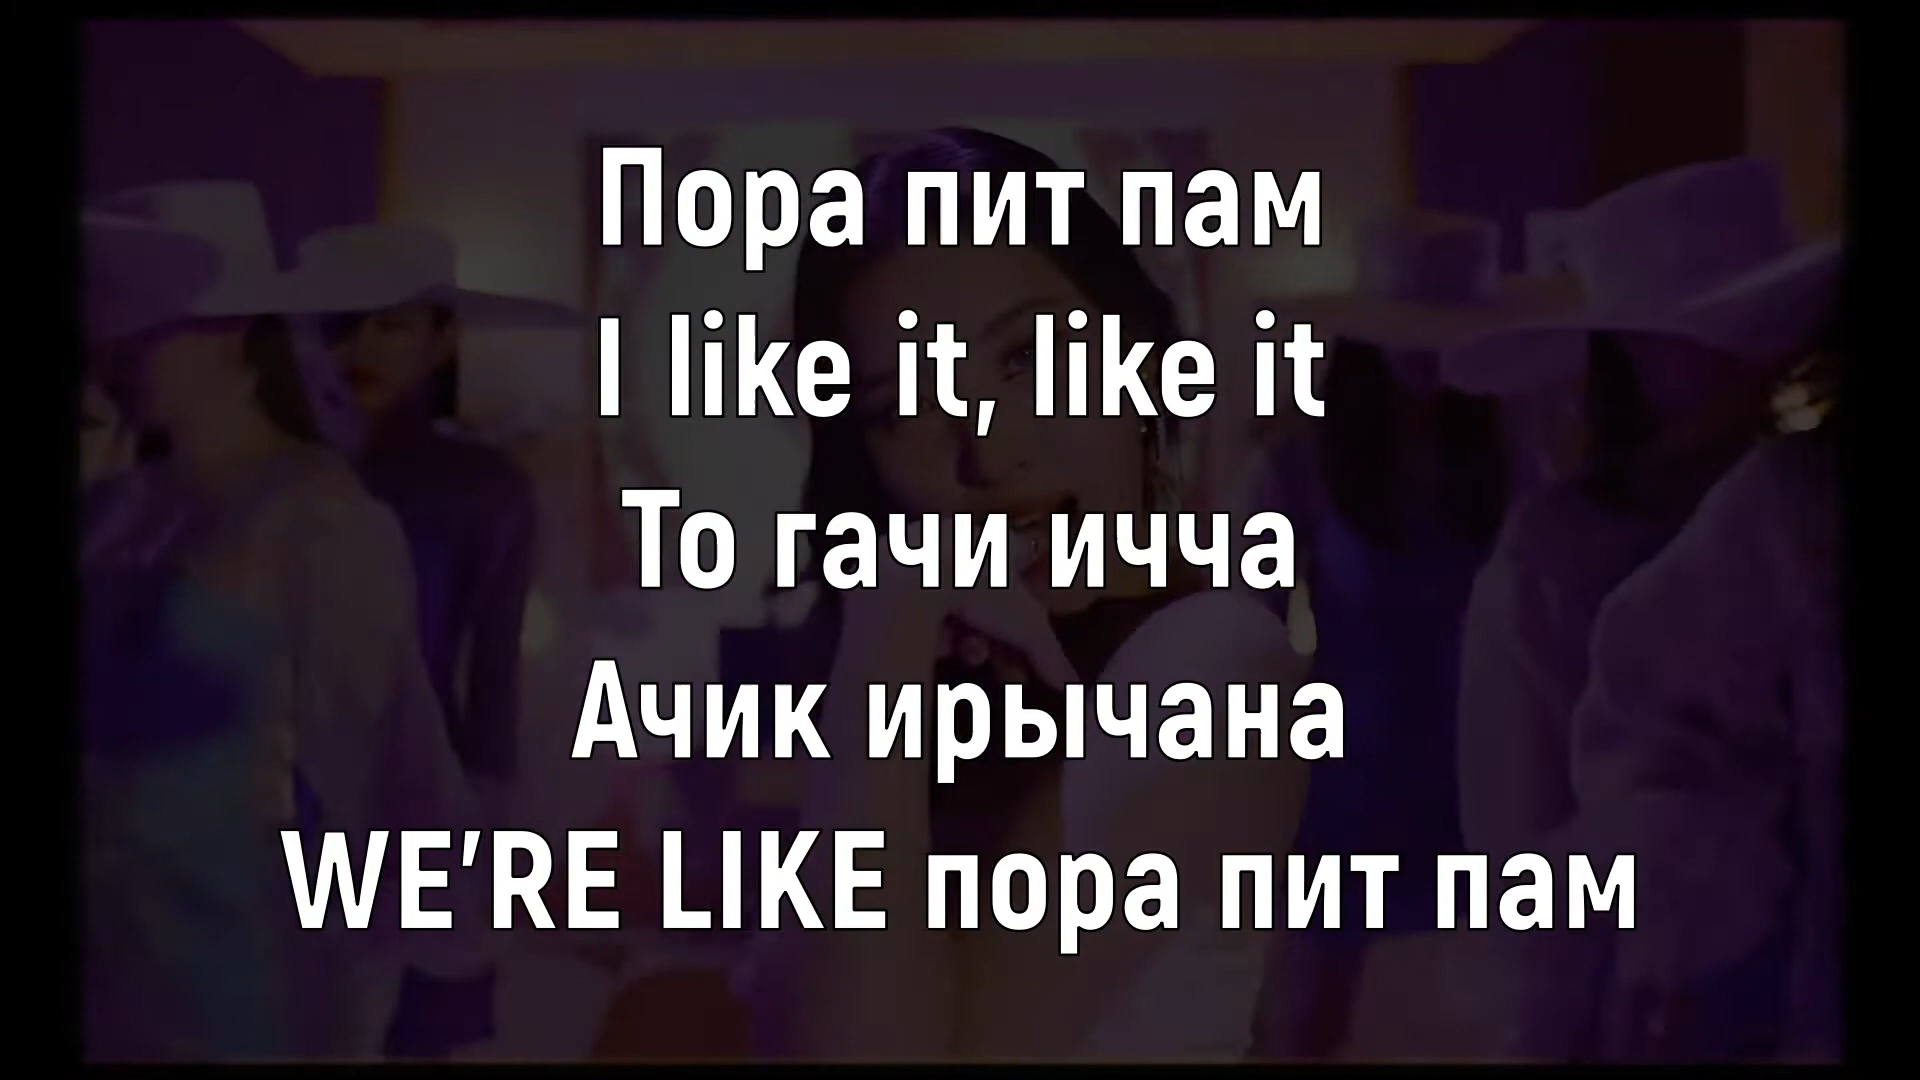 Пора пит пам
I like it, like it
То гачи ичча
Ачик ирычана
WE'RE LIKE пора пит пам